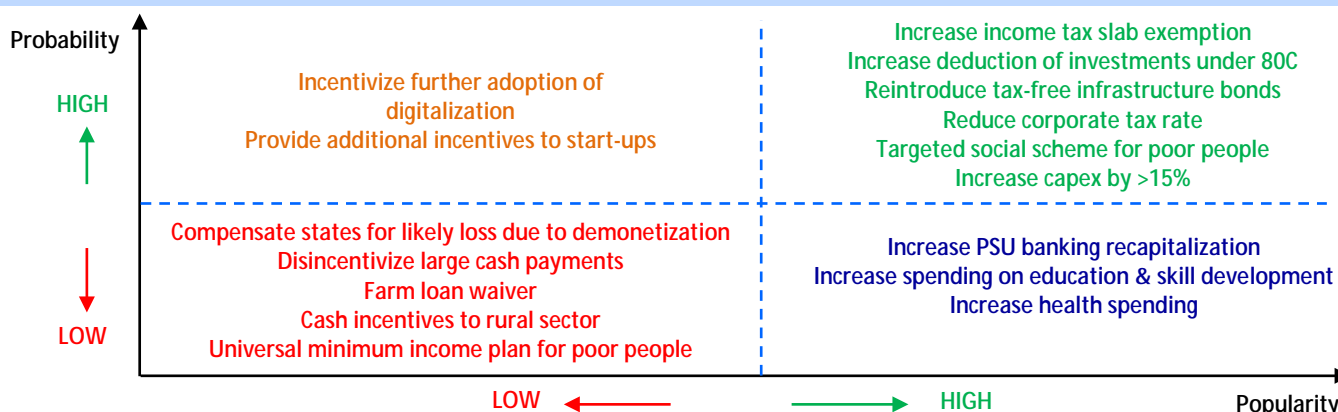 Probability
HIGH
LOW
Incentivize further adoption of
digitalization
Provide additional incentives to start-ups
Increase income tax slab exemption
Increase deduction of investments under 80C
Reintroduce tax-free infrastructure bonds
Reduce corporate tax rate
Targeted social scheme for poor people
Increase capex by >15%
Compensate states for likely loss due to demonetization
Disincentivize large cash payments
Farm loan waiver
Cash incentives to rural sector
Universal minimum income plan for poor people
Increase PSU banking recapitalization
Increase spending on education & skill development
Increase health spending
LOW
HIGH
Popularity